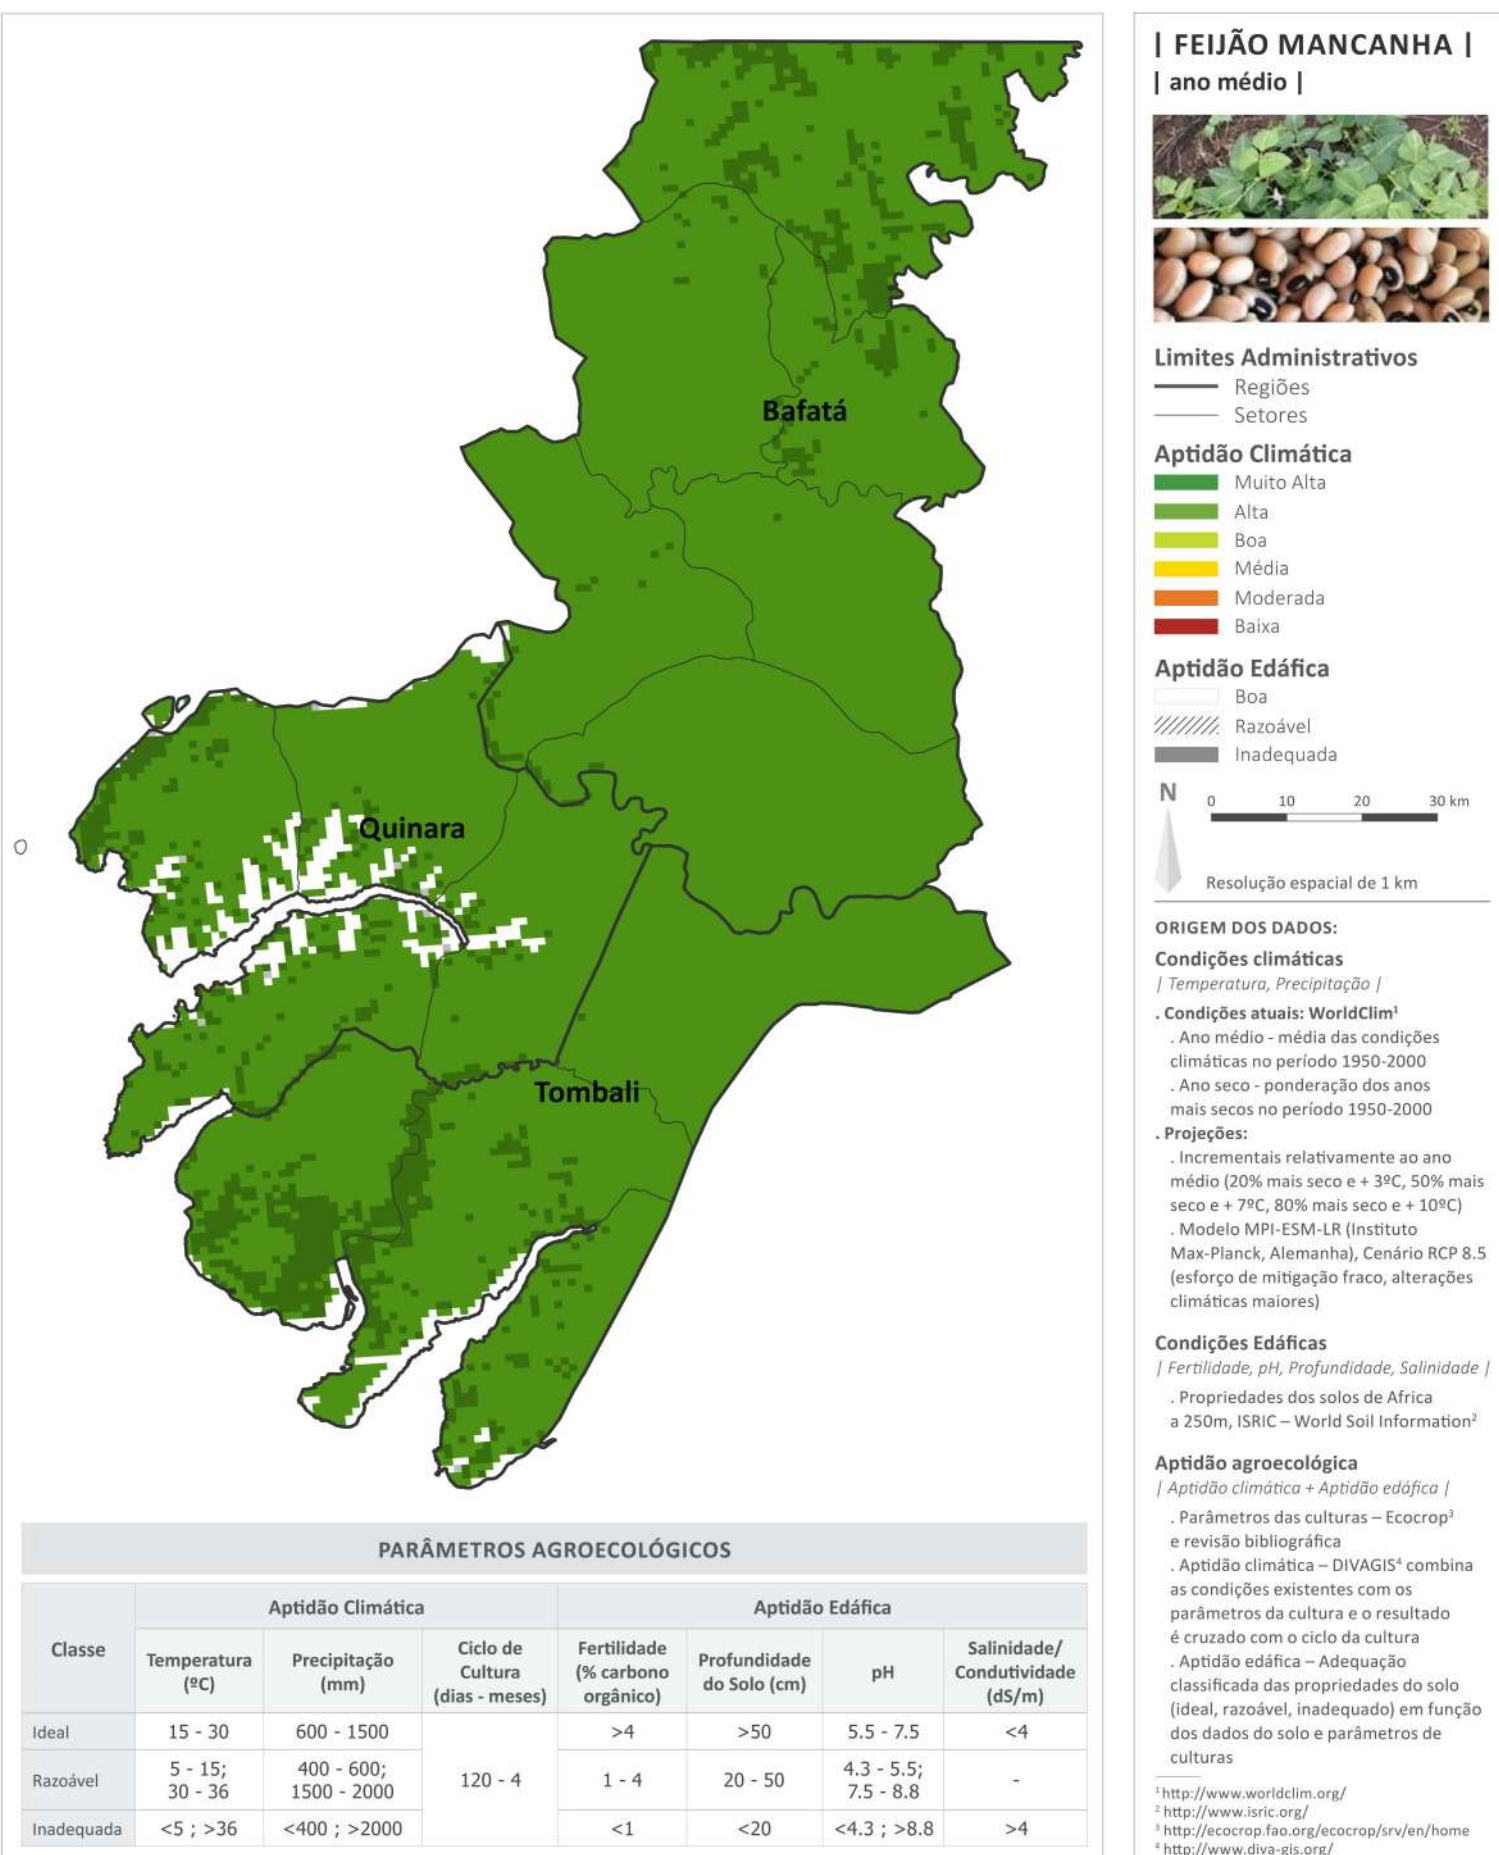 | FEIJÃO MANCANHA |
| ano médio |
Bafatá
Quinara
Tombali
Limites Administrativos
Regiões
Setores
Aptidão Climática
Muito Alta
Alta
Boa
Média
Moderada
Baixa
Aptidão Edáfica
Boa
Razoável
Inadequada
N
0 10 20 30 km
Resolução espacial de 1 km
ORIGEM DOS DADOS:
Condições climáticas
| Temperatura, Precipitação |
. Condições atuais: WorldClim¹
. Ano médio - média das condições
climáticas no período 1950-2000
. Ano seco - ponderação dos anos
mais secos no período 1950-2000
. Projeções:
. Incrementais relativamente ao ano
médio (20% mais seco e + 3ºC, 50% mais
seco e + 7ºC, 80% mais seco e + 10ºC)
. Modelo MPI-ESM-LR (Instituto
Max-Planck, Alemanha), Cenário RCP 8.5
(esforço de mitigação fraco, alterações
climáticas maiores)
Condições Edáficas
| Fertilidade, pH, Profundidade, Salinidade |
. Propriedades dos solos de Africa
a 250m, ISRIC – World Soil Information²
Aptidão agroecológica
| Aptidão climática + Aptidão edáfica |
. Parâmetros das culturas – Ecocrop³
e revisão bibliográfica
. Aptidão climática – DIVAGIS⁴ combina
as condições existentes com os
parâmetros da cultura e o resultado
é cruzado com o ciclo da cultura
. Aptidão edáfica – Adequação
classificada das propriedades do solo
(ideal, razoável, inadequado) em função
dos dados do solo e parâmetros de
culturas
¹ http://www.worldclim.org/
² http://www.isric.org/
³ http://ecocrop.fao.org/ecocrop/srv/en/home
⁴ http://www.diva-gis.org/
PARÂMETROS AGROECOLÓGICOS
Classe
Aptidão Climática
Aptidão Edáfica
Temperatura
(ºC)
Precipitação
(mm)
Ciclo de
Cultura
(dias - meses)
Fertilidade
(% carbono
orgânico)
Profundidade
do Solo (cm)
pH
Salinidade/
Condutividade
(dS/m)
Ideal 15 - 30 600 - 1500 >4 >50 5.5 - 7.5 <4
Razoável 5 - 15; 400 - 600; 120 - 4 1 - 4 20 - 50 4.3 - 5.5; -
30 - 36 1500 - 2000 7.5 - 8.8
Inadequada <5 ; >36 <400 ; >2000 <1 <20 <4.3 ; >8.8 >4